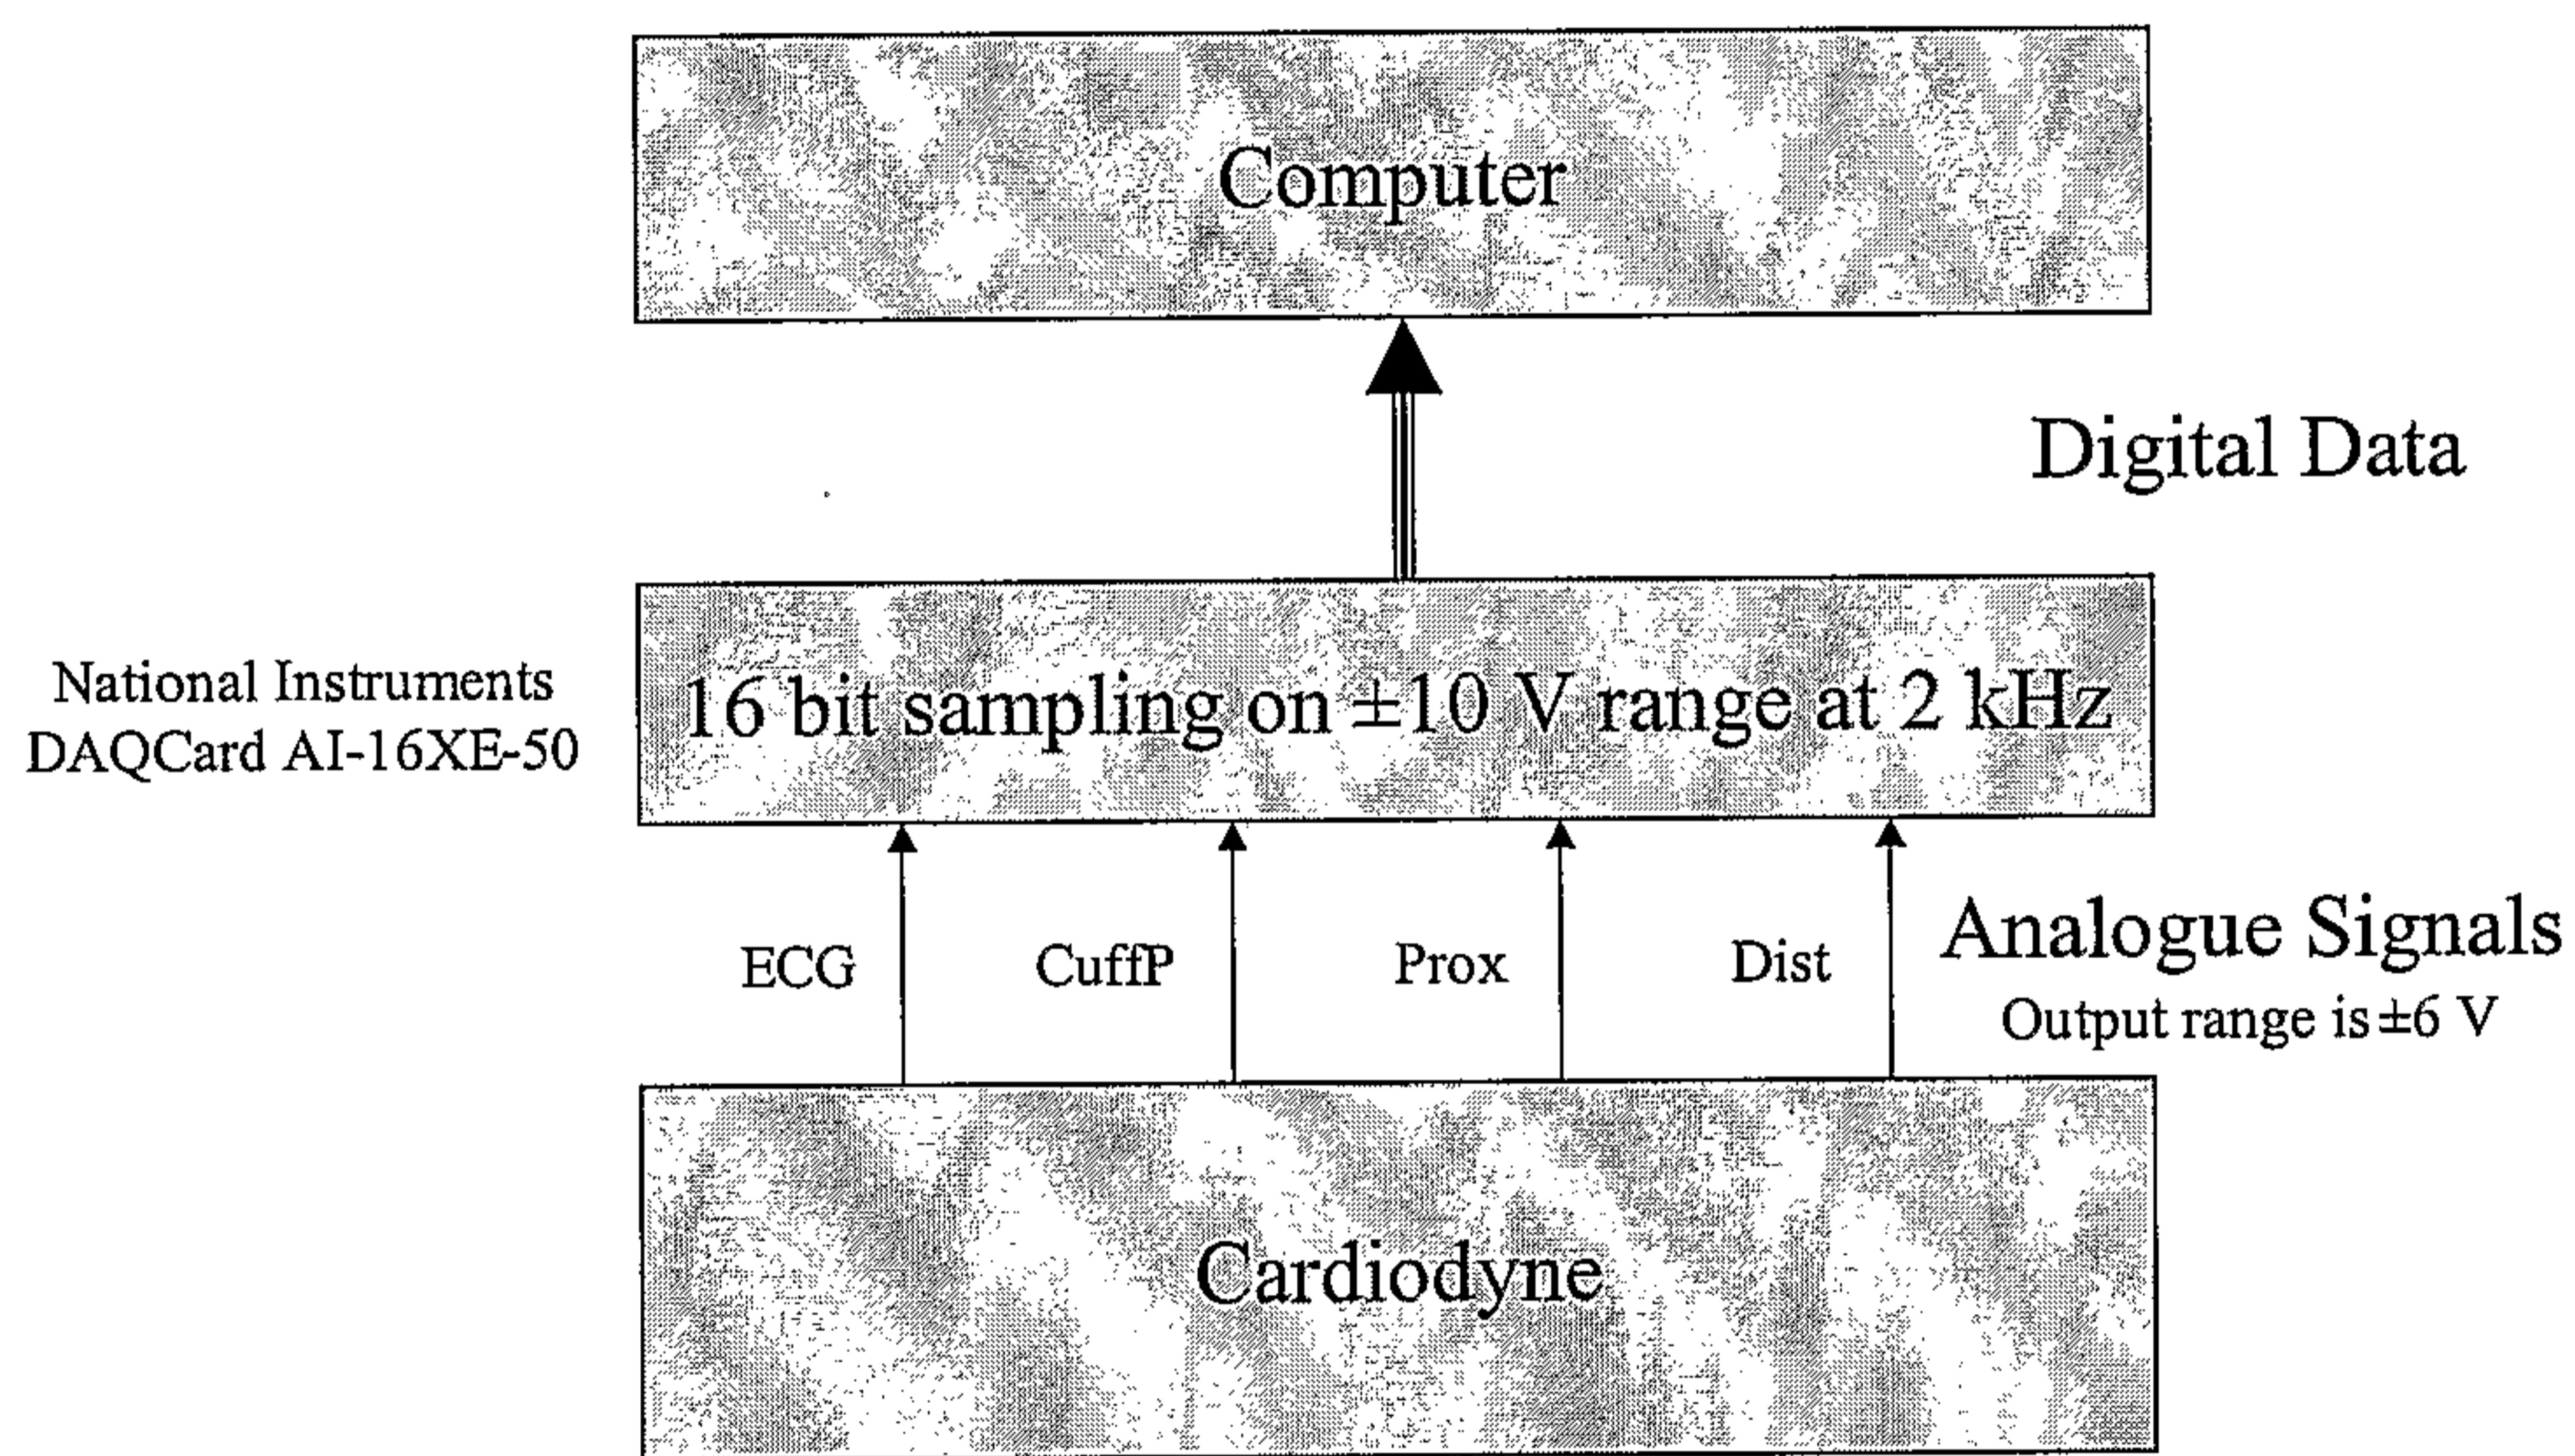 Computer
Digital Data
National Instruments
DAQCard AI-16XE-50
16 bit sampling on ±10 V range at 2 kHz
ECG
CuffP
Prox
Dist
Analogue Signals
Output range is ±6 V
Cardiodyne